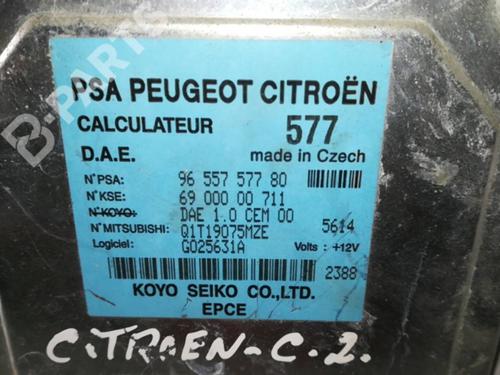 B-PARTS
PSA PEUGEOT CITROËN
CALCULATEUR 577
D.A.E. made in Czech
N°PSA: 96 557 577 80
N°KSE: 69 000 00 711
N°KOYO: DAE 1.0 CEM 00 5614
N°MITSUBISHI: Q1T19075MZE
Logiciel: G025631A Volts: +12V
2388
KOYO SEIKO CO.,LTD.
EPCE
CiTROEN-C.2.